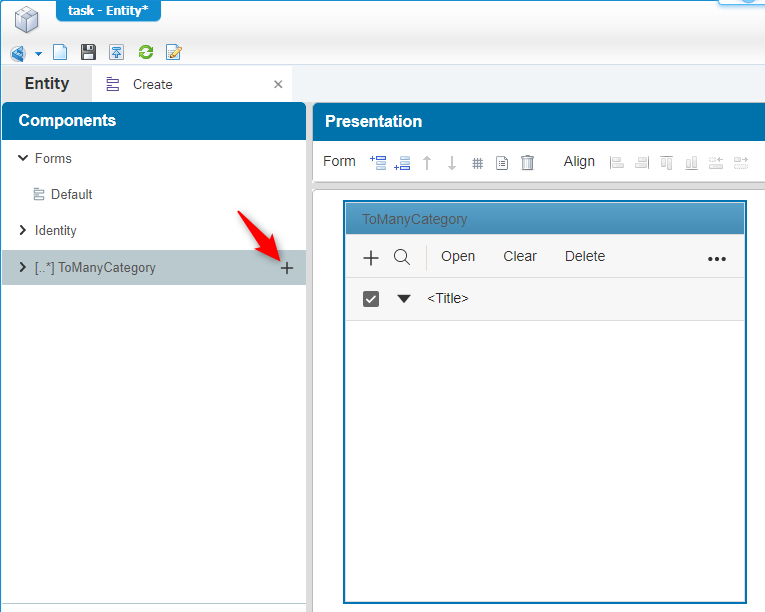 task - Entity*
Entity
Create
Components
Presentation
Forms
Form
Align
Default
Identity
[..*] ToManyCategory
ToManyCategory
Open Clear Delete
<Title>